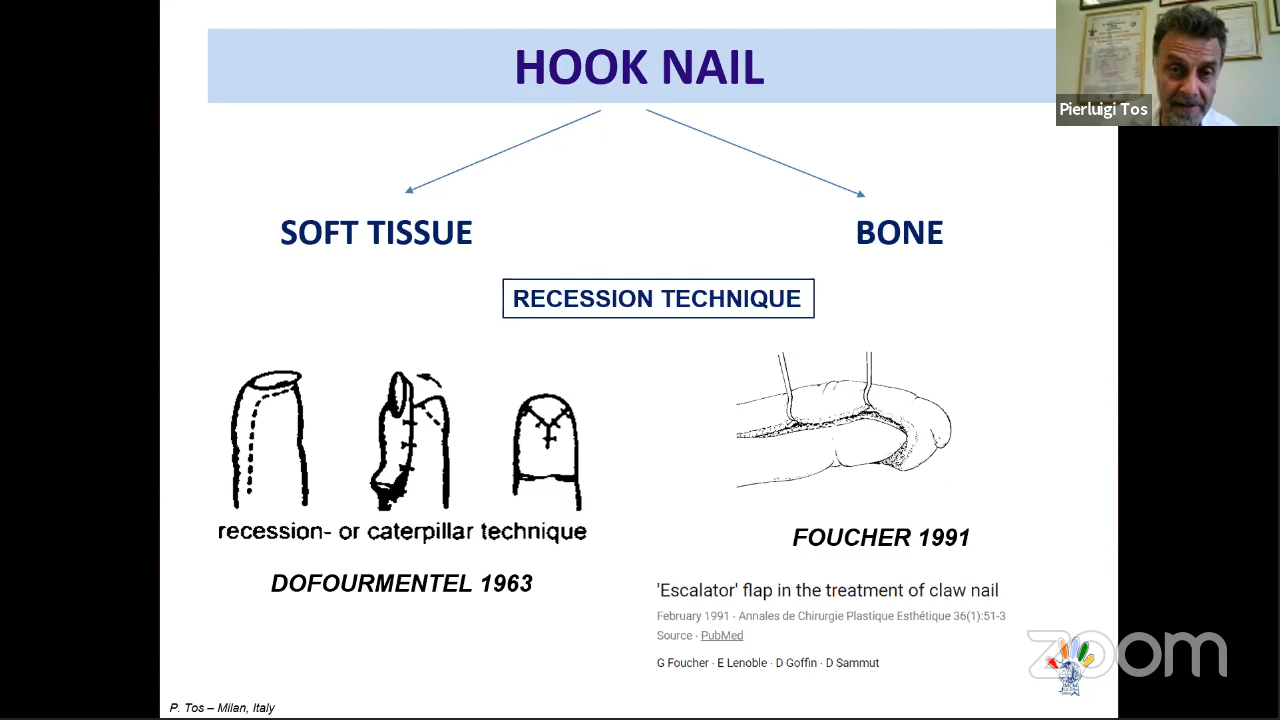 HOOK NAIL
Pierluigi Tos
SOFT TISSUE
BONE
RECESSION TECHNIQUE
recession- or caterpillar technique
DOFOURMENTEL 1963
FOUCHER 1991
'Escalator' flap in the treatment of claw nail
February 1991 · Annales de Chirurgie Plastique Esthétique 36(1):51-3
Source · PubMed
G Foucher · E Lenoble · D Goffin · D Sammut
zoom
P. Tos – Milan, Italy